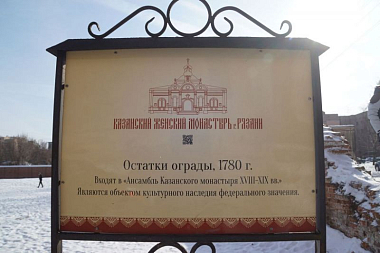 КАЗАНСКИЙ ЖЕНСКИЙ МОНАСТЫРЬ г. РЯЗАНИ
Остатки ограды, 1780 г.
Входит в «Ансамбль Казанского монастыря XVIII-XIX вв.»
Являются объектом культурного наследия федерального значения.